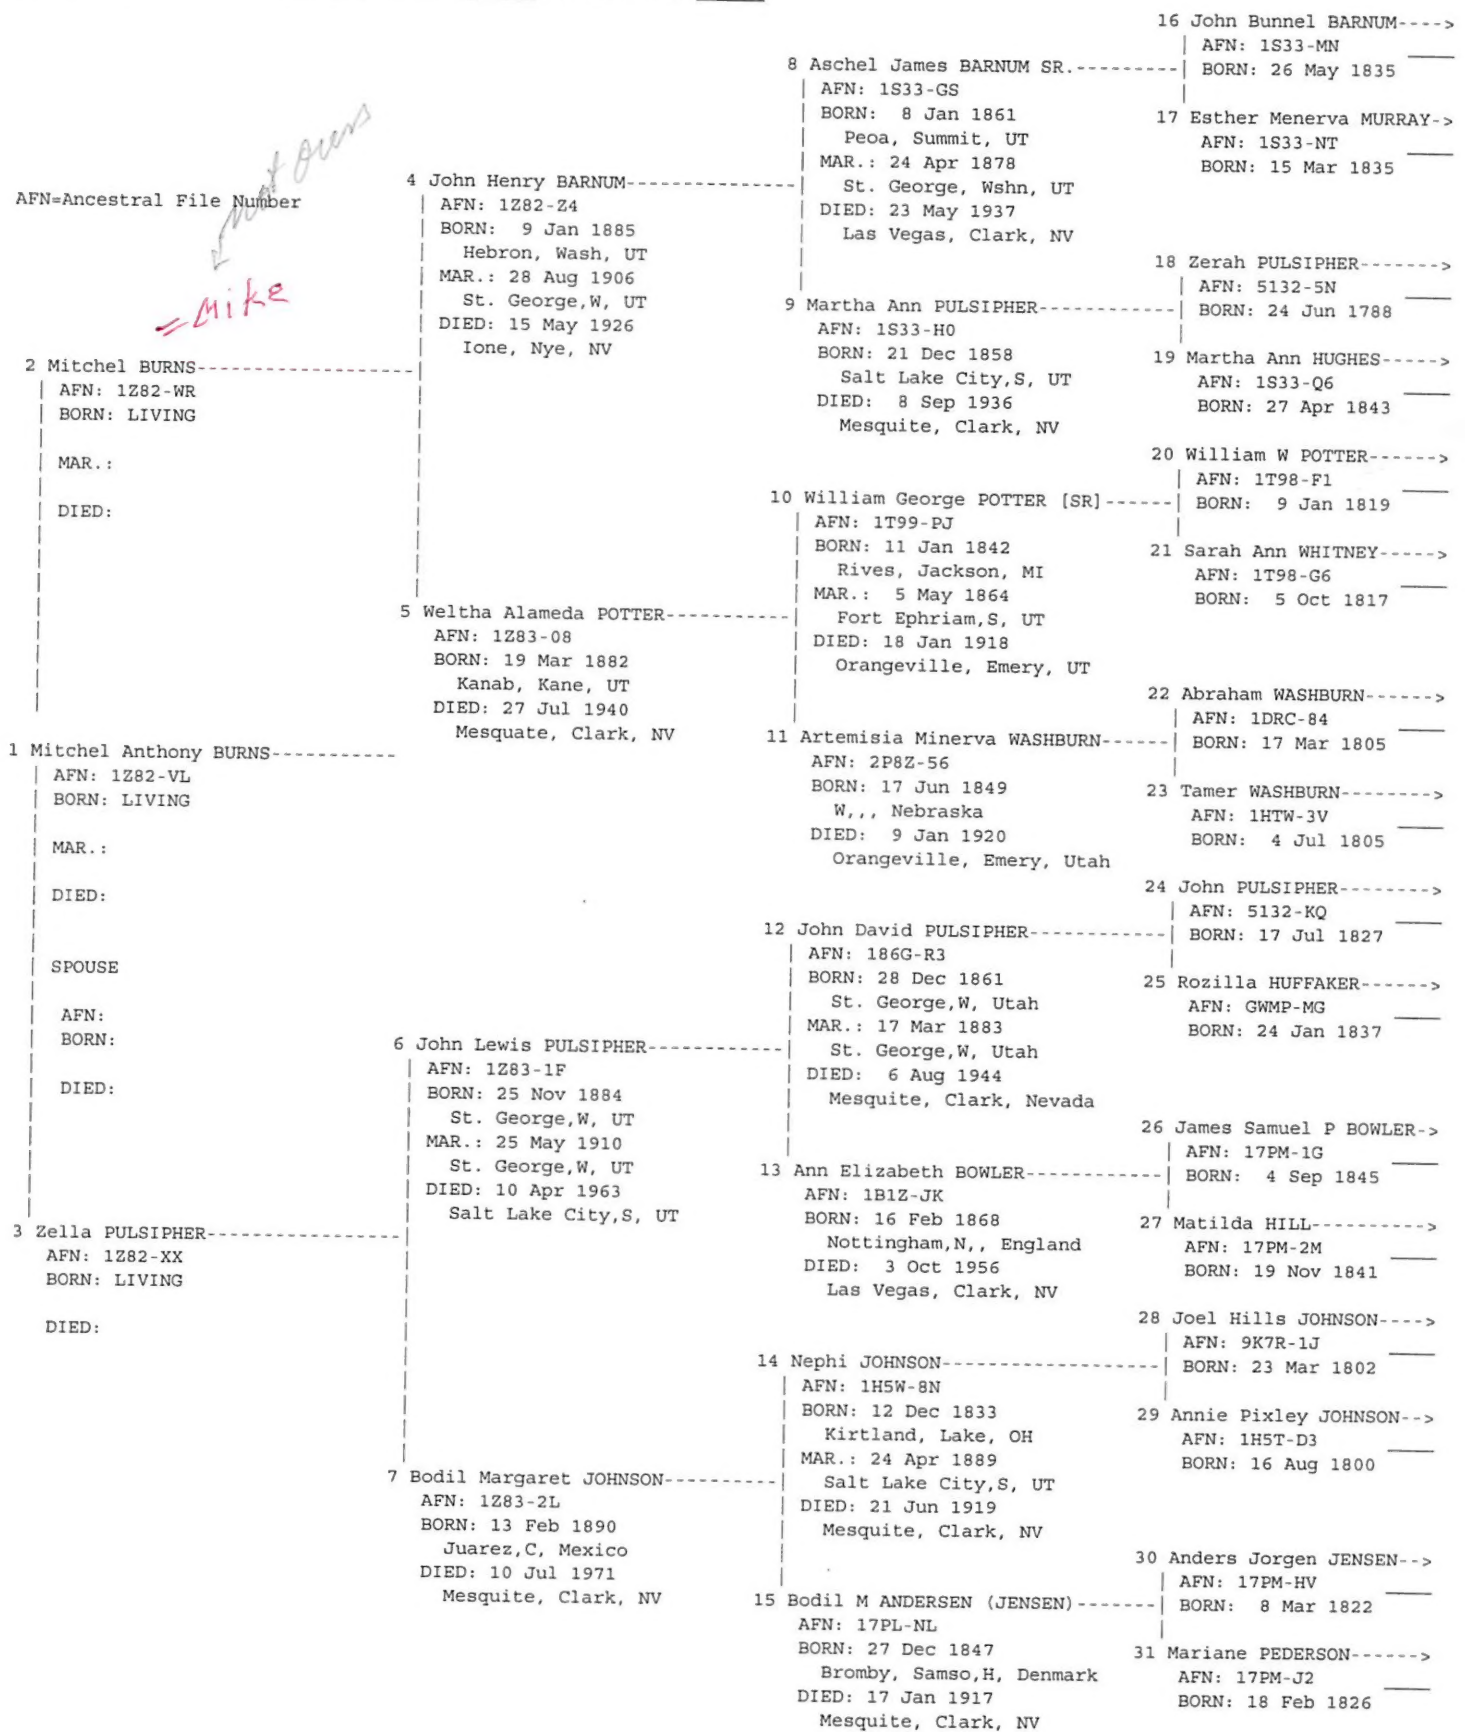 AFN=Ancestral File Number
not ours
=Mike
2 Mitchel BURNS
AFN: 1Z82-WR
BORN: LIVING
MAR.:
DIED:
1 Mitchel Anthony BURNS
AFN: 1Z82-VL
BORN: LIVING
MAR.:
DIED:
SPOUSE
AFN:
BORN:
DIED:
3 Zella PULSIPHER
AFN: 1Z82-XX
BORN: LIVING
DIED:
4 John Henry BARNUM
AFN: 1Z82-Z4
BORN: 9 Jan 1885
Hebron, Wash, UT
MAR.: 28 Aug 1906
St. George,W, UT
DIED: 15 May 1926
Ione, Nye, NV
5 Weltha Alameda POTTER
AFN: 1Z83-08
BORN: 19 Mar 1882
Kanab, Kane, UT
DIED: 27 Jul 1940
Mesquate, Clark, NV
6 John Lewis PULSIPHER
AFN: 1Z83-1F
BORN: 25 Nov 1884
St. George,W, UT
MAR.: 25 May 1910
St. George,W, UT
DIED: 10 Apr 1963
Salt Lake City,S, UT
7 Bodil Margaret JOHNSON
AFN: 1Z83-2L
BORN: 13 Feb 1890
Juarez,C, Mexico
DIED: 10 Jul 1971
Mesquite, Clark, NV
8 Aschel James BARNUM SR.
AFN: 1S33-GS
BORN: 8 Jan 1861
Peoa, Summit, UT
MAR.: 24 Apr 1878
St. George, Wshn, UT
DIED: 23 May 1937
Las Vegas, Clark, NV
9 Martha Ann PULSIPHER
AFN: 1S33-H0
BORN: 21 Dec 1858
Salt Lake City,S, UT
DIED: 8 Sep 1936
Mesquite, Clark, NV
10 William George POTTER [SR]
AFN: 1T99-PJ
BORN: 11 Jan 1842
Rives, Jackson, MI
MAR.: 5 May 1864
Fort Ephriam,S, UT
DIED: 18 Jan 1918
Orangeville, Emery, UT
11 Artemisia Minerva WASHBURN
AFN: 2P8Z-56
BORN: 17 Jun 1849
W,,, Nebraska
DIED: 9 Jan 1920
Orangeville, Emery, Utah
12 John David PULSIPHER
AFN: 186G-R3
BORN: 28 Dec 1861
St. George,W, Utah
MAR.: 17 Mar 1883
St. George,W, Utah
DIED: 6 Aug 1944
Mesquite, Clark, Nevada
13 Ann Elizabeth BOWLER
AFN: 1B1Z-JK
BORN: 16 Feb 1868
Nottingham,N,, England
DIED: 3 Oct 1956
Las Vegas, Clark, NV
14 Nephi JOHNSON
AFN: 1H5W-8N
BORN: 12 Dec 1833
Kirtland, Lake, OH
MAR.: 24 Apr 1889
Salt Lake City,S, UT
DIED: 21 Jun 1919
Mesquite, Clark, NV
15 Bodil M ANDERSEN (JENSEN)
AFN: 17PL-NL
BORN: 27 Dec 1847
Bromby, Samso,H, Denmark
DIED: 17 Jan 1917
Mesquite, Clark, NV
16 John Bunnel BARNUM---->
AFN: 1S33-MN
BORN: 26 May 1835
17 Esther Menerva MURRAY->
AFN: 1S33-NT
BORN: 15 Mar 1835
18 Zerah PULSIPHER------->
AFN: 5132-5N
BORN: 24 Jun 1788
19 Martha Ann HUGHES----->
AFN: 1S33-Q6
BORN: 27 Apr 1843
20 William W POTTER------>
AFN: 1T98-F1
BORN: 9 Jan 1819
21 Sarah Ann WHITNEY----->
AFN: 1T98-G6
BORN: 5 Oct 1817
22 Abraham WASHBURN------>
AFN: 1DRC-84
BORN: 17 Mar 1805
23 Tamer WASHBURN-------->
AFN: 1HTW-3V
BORN: 4 Jul 1805
24 John PULSIPHER-------->
AFN: 5132-KQ
BORN: 17 Jul 1827
25 Rozilla HUFFAKER------>
AFN: GWMP-MG
BORN: 24 Jan 1837
26 James Samuel P BOWLER->
AFN: 17PM-1G
BORN: 4 Sep 1845
27 Matilda HILL---------->
AFN: 17PM-2M
BORN: 19 Nov 1841
28 Joel Hills JOHNSON---->
AFN: 9K7R-1J
BORN: 23 Mar 1802
29 Annie Pixley JOHNSON-->
AFN: 1H5T-D3
BORN: 16 Aug 1800
30 Anders Jorgen JENSEN-->
AFN: 17PM-HV
BORN: 8 Mar 1822
31 Mariane PEDERSON------>
AFN: 17PM-J2
BORN: 18 Feb 1826